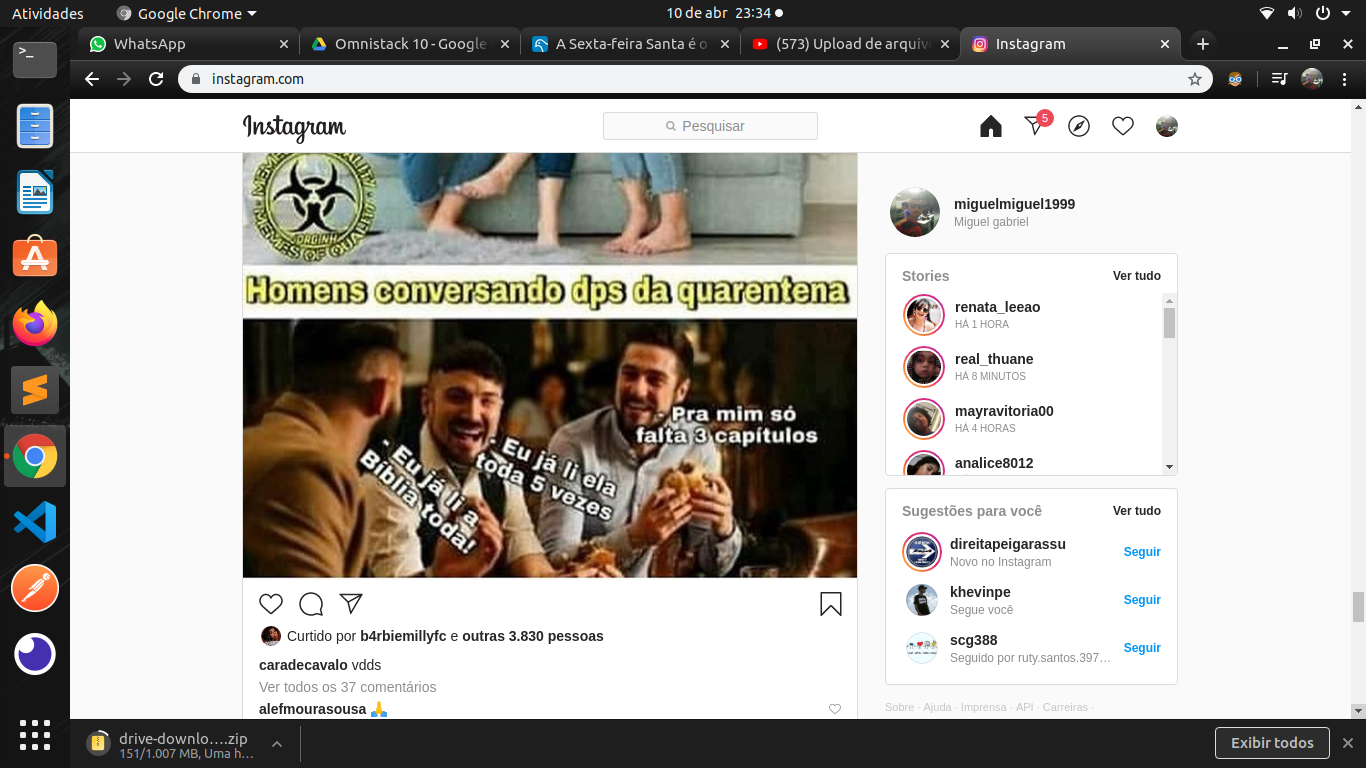 Atividades
Google Chrome
10 de abr 23:34
WhatsApp
Omnistack 10 - Google
A Sexta-feira Santa é o
(573) Upload de arquiv
Instagram
instagram.com
Instagram
Pesquisar
5
MEMES OF QUALITY
Homens conversando dps da quarentena
- Eu já li a
Bíblia toda!
- Eu já li ela
toda 5 vezes
- Pra mim só
falta 3 capítulos
Curtido por b4rbiemillyfc e outras 3.830 pessoas
caradecavalo vdds
Ver todos os 37 comentários
alefmourasousa 🙏
miguelmiguel1999
Miguel gabriel
Stories
Ver tudo
renata_leeao
HÁ 1 HORA
real_thuane
HÁ 8 MINUTOS
mayravitoria00
HÁ 4 HORAS
analice8012
Sugestões para você
Ver tudo
direitapeigarassu
Novo no Instagram
Seguir
khevinpe
Segue você
Seguir
scg388
Seguido por ruty.santos.397…
Seguir
Sobre · Ajuda · Imprensa · API · Carreiras ·
drive-downlo....zip
151/1.007 MB, Uma h…
Exibir todos